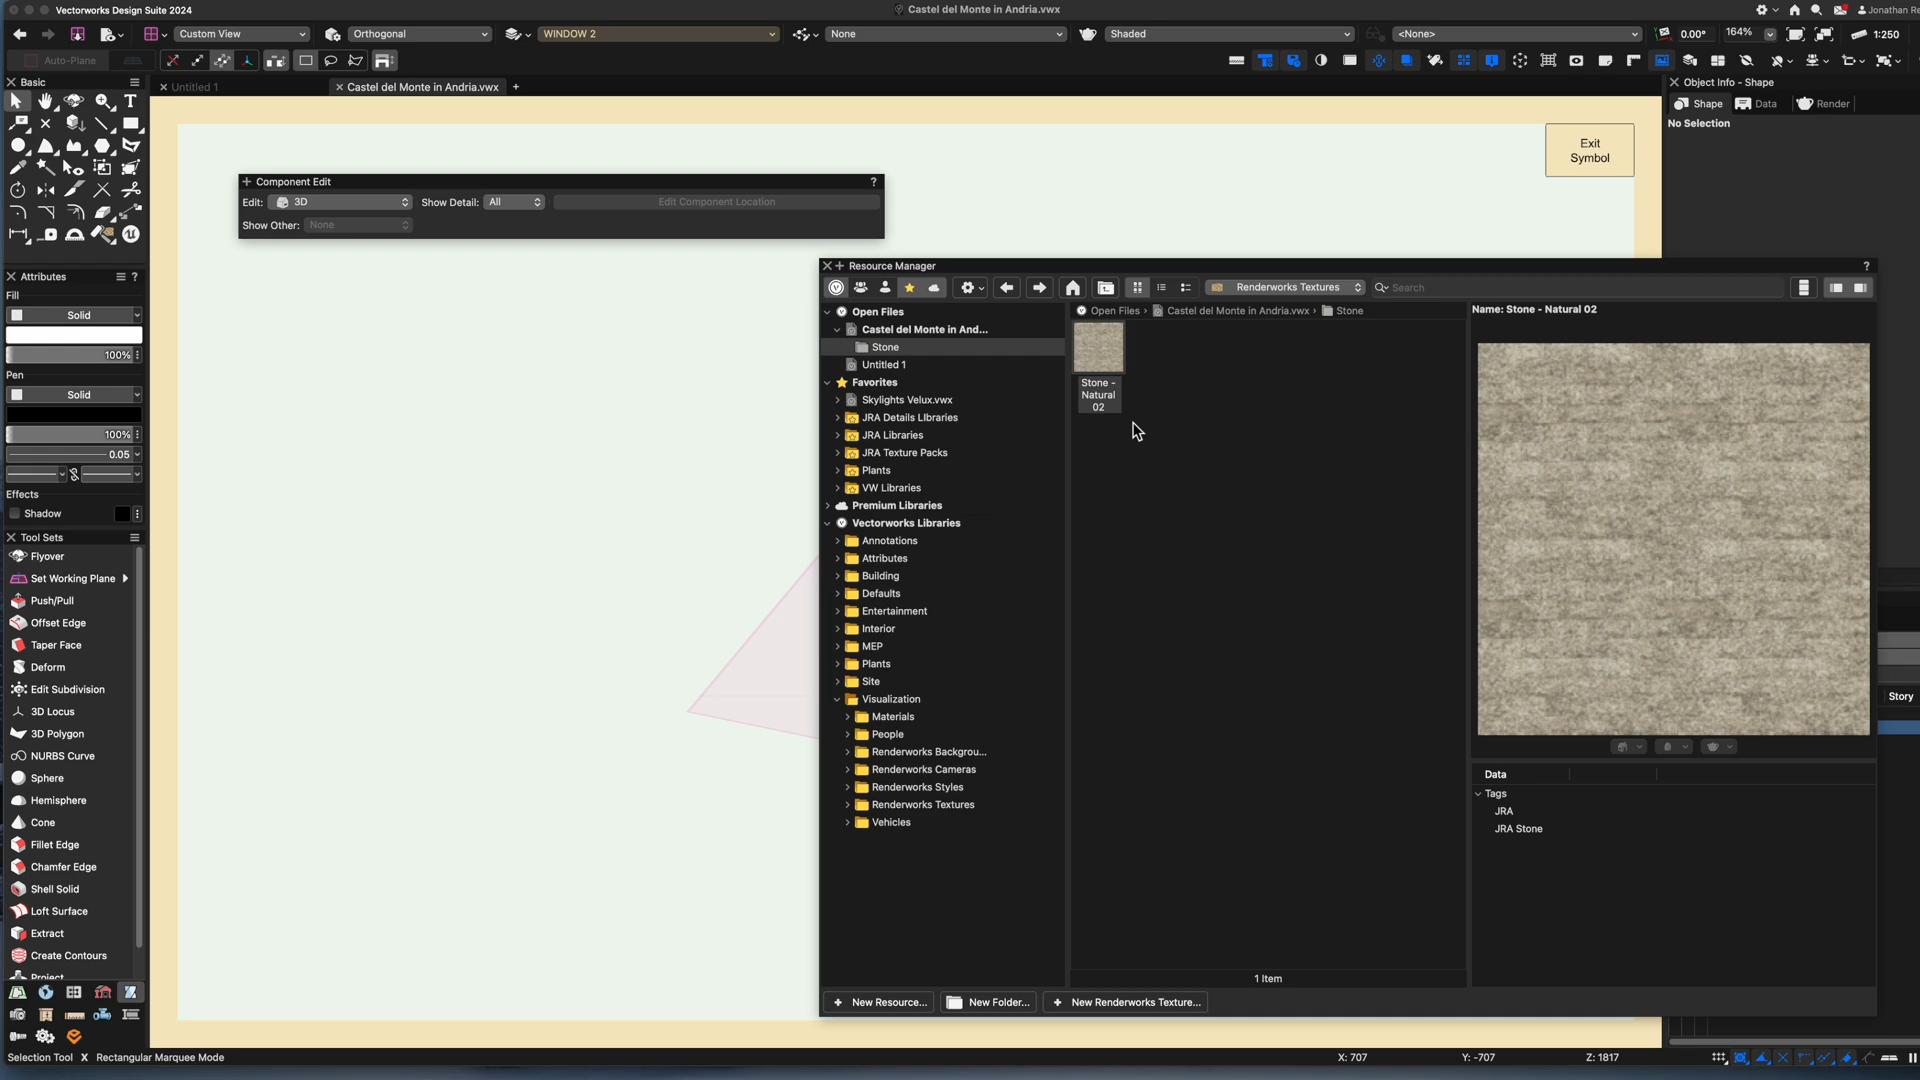 Vectorworks Design Suite 2024
Castel del Monte in Andria.vwx
Jonathan Re
Custom View
Orthogonal
WINDOW 2
None
Shaded
<None>
0.00°
164%
1:250
Auto-Plane
Basic
Untitled 1
Castel del Monte in Andria.vwx
Object Info - Shape
Shape
Data
Render
No Selection
Exit
Symbol
Component Edit
?
Edit:
3D
Show Detail:
All
Edit Component Location
Show Other:
None
Attributes
?
Fill
Solid
100%
Pen
Solid
100%
0.05
Effects
Shadow
Tool Sets
Flyover
Set Working Plane
Push/Pull
Offset Edge
Taper Face
Deform
Edit Subdivision
3D Locus
3D Polygon
NURBS Curve
Sphere
Hemisphere
Cone
Fillet Edge
Chamfer Edge
Shell Solid
Loft Surface
Extract
Create Contours
Project
Resource Manager
?
Renderworks Textures
Search
Open Files
Castel del Monte in And...
Stone
Untitled 1
Favorites
Skylights Velux.vwx
JRA Details LIbraries
JRA Libraries
JRA Texture Packs
Plants
VW Libraries
Premium Libraries
Vectorworks Libraries
Annotations
Attributes
Building
Defaults
Entertainment
Interior
MEP
Plants
Site
Visualization
Materials
People
Renderworks Backgrou...
Renderworks Cameras
Renderworks Styles
Renderworks Textures
Vehicles
Open Files › Castel del Monte in Andria.vwx › Stone
Stone -
Natural
02
1 Item
Name: Stone - Natural 02
Data
Tags
JRA
JRA Stone
Story
New Resource...
New Folder...
New Renderworks Texture...
Selection Tool X Rectangular Marquee Mode
X: 707
Y: -707
Z: 1817